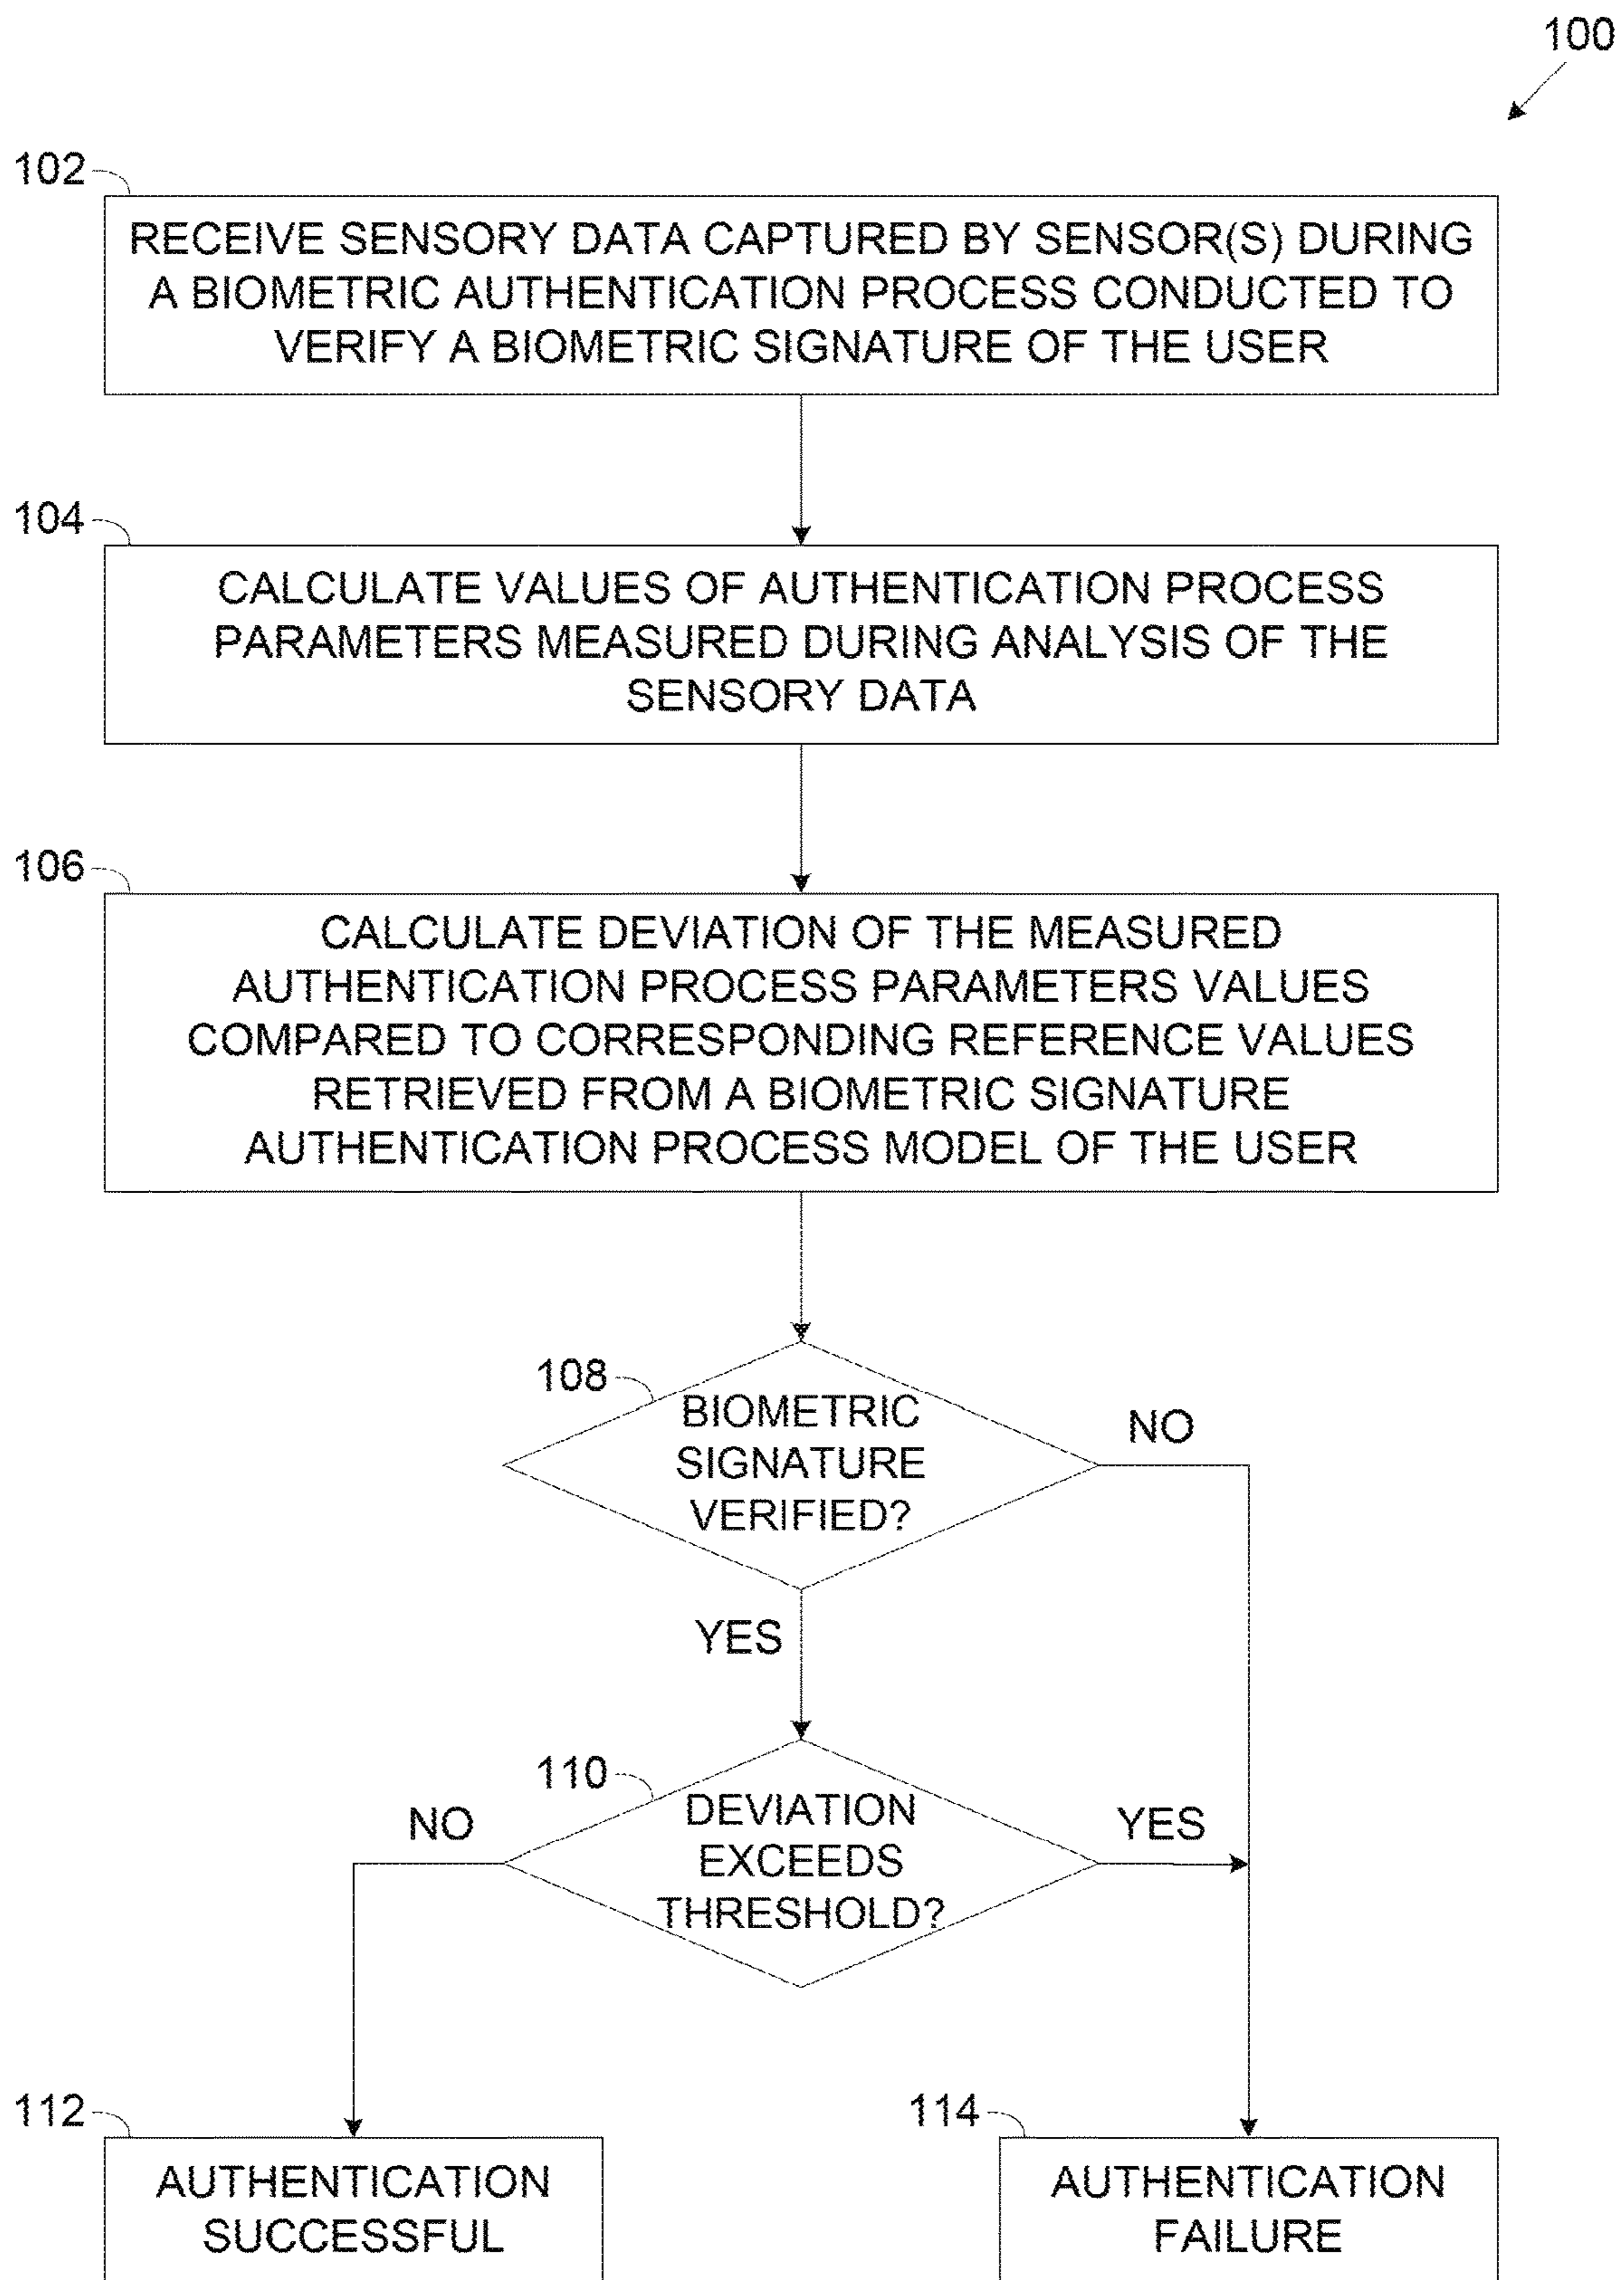 100
102
RECEIVE SENSORY DATA CAPTURED BY SENSOR(S) DURING
A BIOMETRIC AUTHENTICATION PROCESS CONDUCTED TO
VERIFY A BIOMETRIC SIGNATURE OF THE USER
104
CALCULATE VALUES OF AUTHENTICATION PROCESS
PARAMETERS MEASURED DURING ANALYSIS OF THE
SENSORY DATA
106
CALCULATE DEVIATION OF THE MEASURED
AUTHENTICATION PROCESS PARAMETERS VALUES
COMPARED TO CORRESPONDING REFERENCE VALUES
RETRIEVED FROM A BIOMETRIC SIGNATURE
AUTHENTICATION PROCESS MODEL OF THE USER
108
BIOMETRIC
SIGNATURE
VERIFIED?
NO
YES
110
DEVIATION
EXCEEDS
THRESHOLD?
NO
YES
112
AUTHENTICATION
SUCCESSFUL
114
AUTHENTICATION
FAILURE